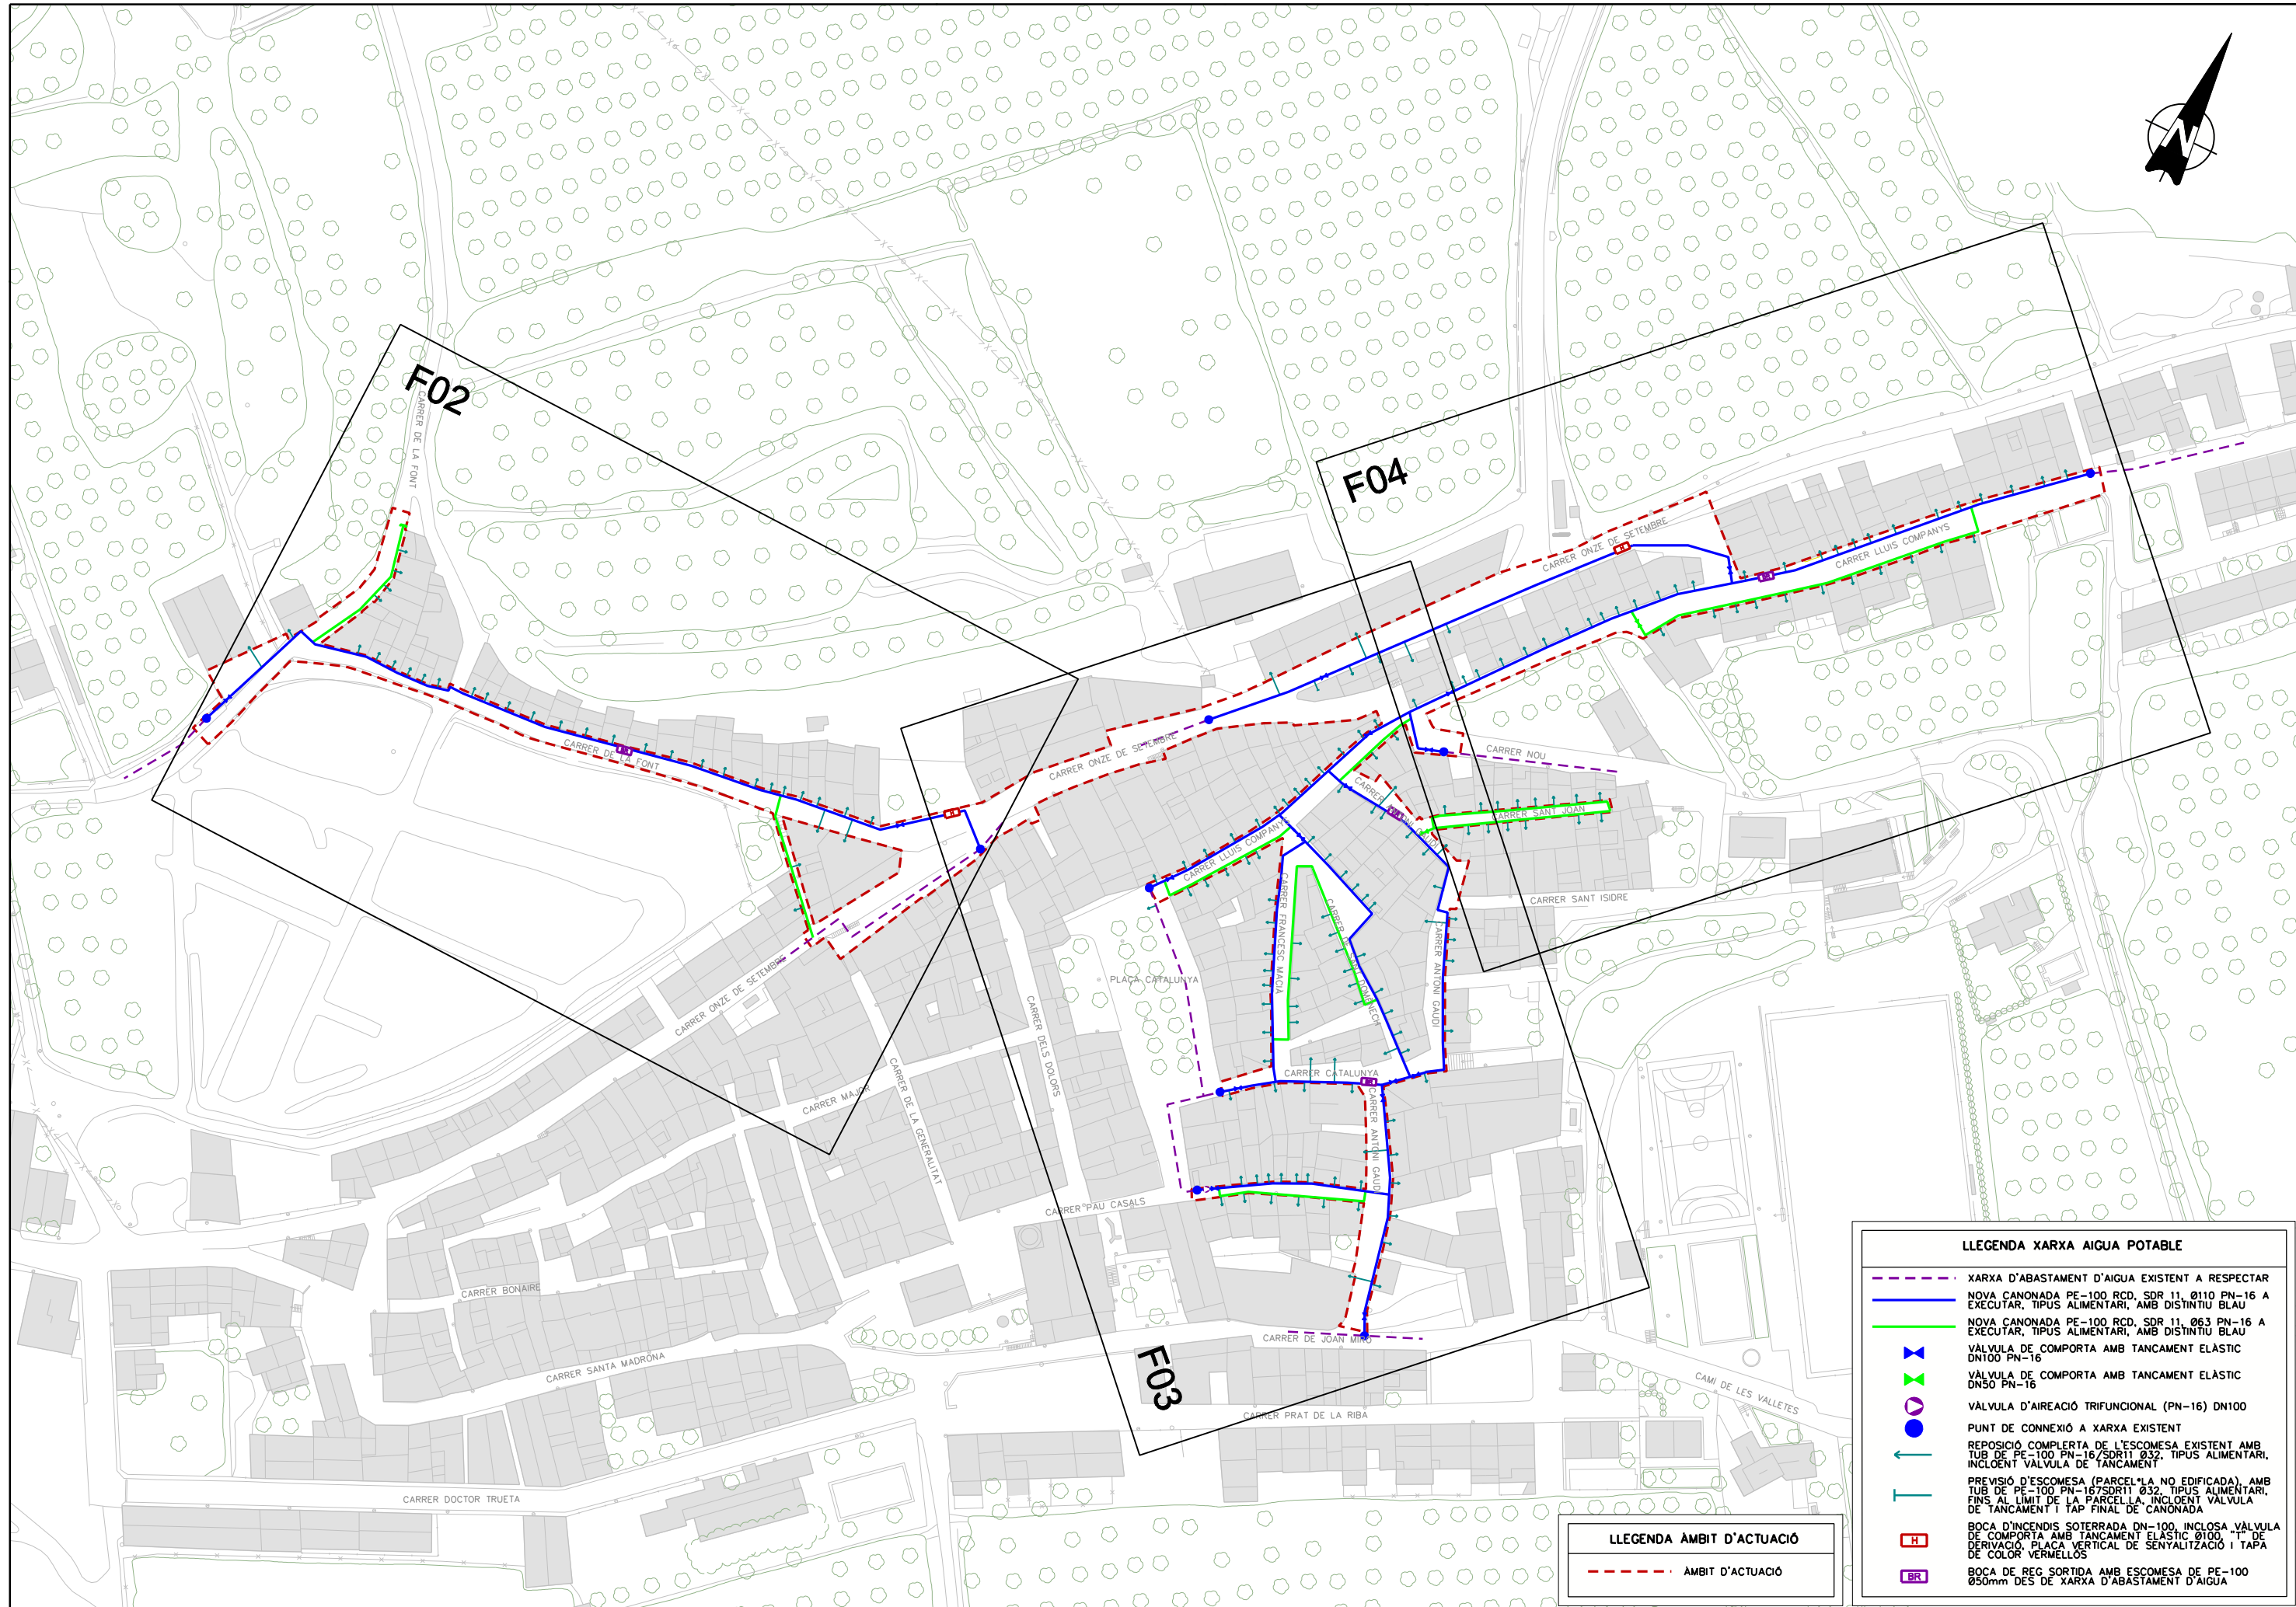 F02
CARRER DE LA FONT
F04
CARRER ONZE DE SETEMBRE
CARRER LLUIS COMPANYS
CARRER DE LA FONT
CARRER ONZE DE SETEMBRE
CARRER NOU
CARRER SANT JOAN
CARRER LLUIS COMPANYS
CARRER FRANCESC MACIÀ
CARRER SANT ISIDRE
CARRER ANTONI GAUDI
PLAÇA CATALUNYA
CARRER ONZE DE SETEMBRE
CARRER DELS DOLORS
CARRER CATALUNYA
CARRER MAJOR
CARRER DE LA GENERALITAT
CARRER ANTONI GAUDI
CARRER PAU CASALS
CARRER BONAIRE
CARRER DE JOAN MIRÓ
CARRER SANTA MADRONA
F03
CAMI DE LES VALLETES
CARRER PRAT DE LA RIBA
CARRER DOCTOR TRUETA
LLEGENDA XARXA AIGUA POTABLE
XARXA D'ABASTAMENT D'AIGUA EXISTENT A RESPECTAR
NOVA CANONADA PE-100 RCD, SDR 11, Ø110 PN-16 A
EXECUTAR, TIPUS ALIMENTARI, AMB DISTINTIU BLAU
NOVA CANONADA PE-100 RCD, SDR 11, Ø63 PN-16 A
EXECUTAR, TIPUS ALIMENTARI, AMB DISTINTIU BLAU
VÀLVULA DE COMPORTA AMB TANCAMENT ELÀSTIC
DN100 PN-16
VÀLVULA DE COMPORTA AMB TANCAMENT ELÀSTIC
DN50 PN-16
VÀLVULA D'AIREACIÓ TRIFUNCIONAL (PN-16) DN100
PUNT DE CONNEXIÓ A XARXA EXISTENT
REPOSICIÓ COMPLERTA DE L'ESCOMESA EXISTENT AMB
TUB DE PE-100 PN-16/SDR11 Ø32, TIPUS ALIMENTARI,
INCLOENT VÀLVULA DE TANCAMENT
PREVISIÓ D'ESCOMESA (PARCEL*LA NO EDIFICADA), AMB
TUB DE PE-100 PN-16?SDR11 Ø32, TIPUS ALIMENTARI,
FINS AL LÍMIT DE LA PARCEL.LA, INCLOENT VÀLVULA
DE TANCAMENT I TAP FINAL DE CANONADA
H
BOCA D'INCENDIS SOTERRADA DN-100, INCLOSA VÀLVULA
DE COMPORTA AMB TANCAMENT ELÀSTIC Ø100, "T" DE
DERIVACIÓ, PLACA VERTICAL DE SENYALITZACIÓ I TAPA
DE COLOR VERMELLÓS
BR
BOCA DE REG SORTIDA AMB ESCOMESA DE PE-100
Ø50mm DES DE XARXA D'ABASTAMENT D'AIGUA
LLEGENDA ÀMBIT D'ACTUACIÓ
ÀMBIT D'ACTUACIÓ